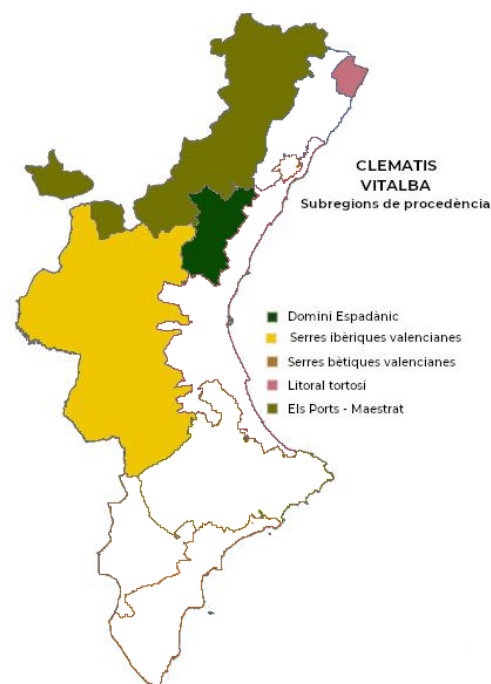 CLEMATIS
VITALBA
Subregions de procedència
Domini Espadànic
Serres ibèriques valencianes
Serres bètiques valencianes
Litoral tortosí
Els Ports - Maestrat